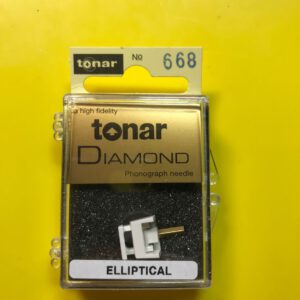 tonar No 668
a high fidelity
tonar
DIAMOND
Phonograph needle
ELLIPTICAL